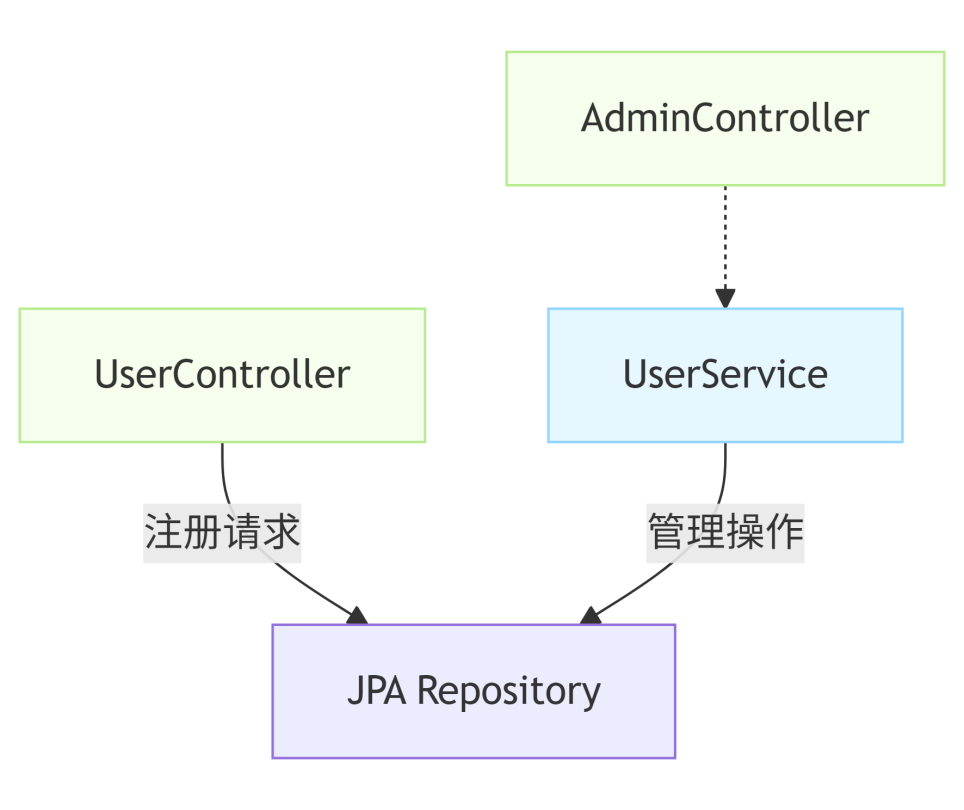 AdminController
UserController
UserService
注册请求
管理操作
JPA Repository